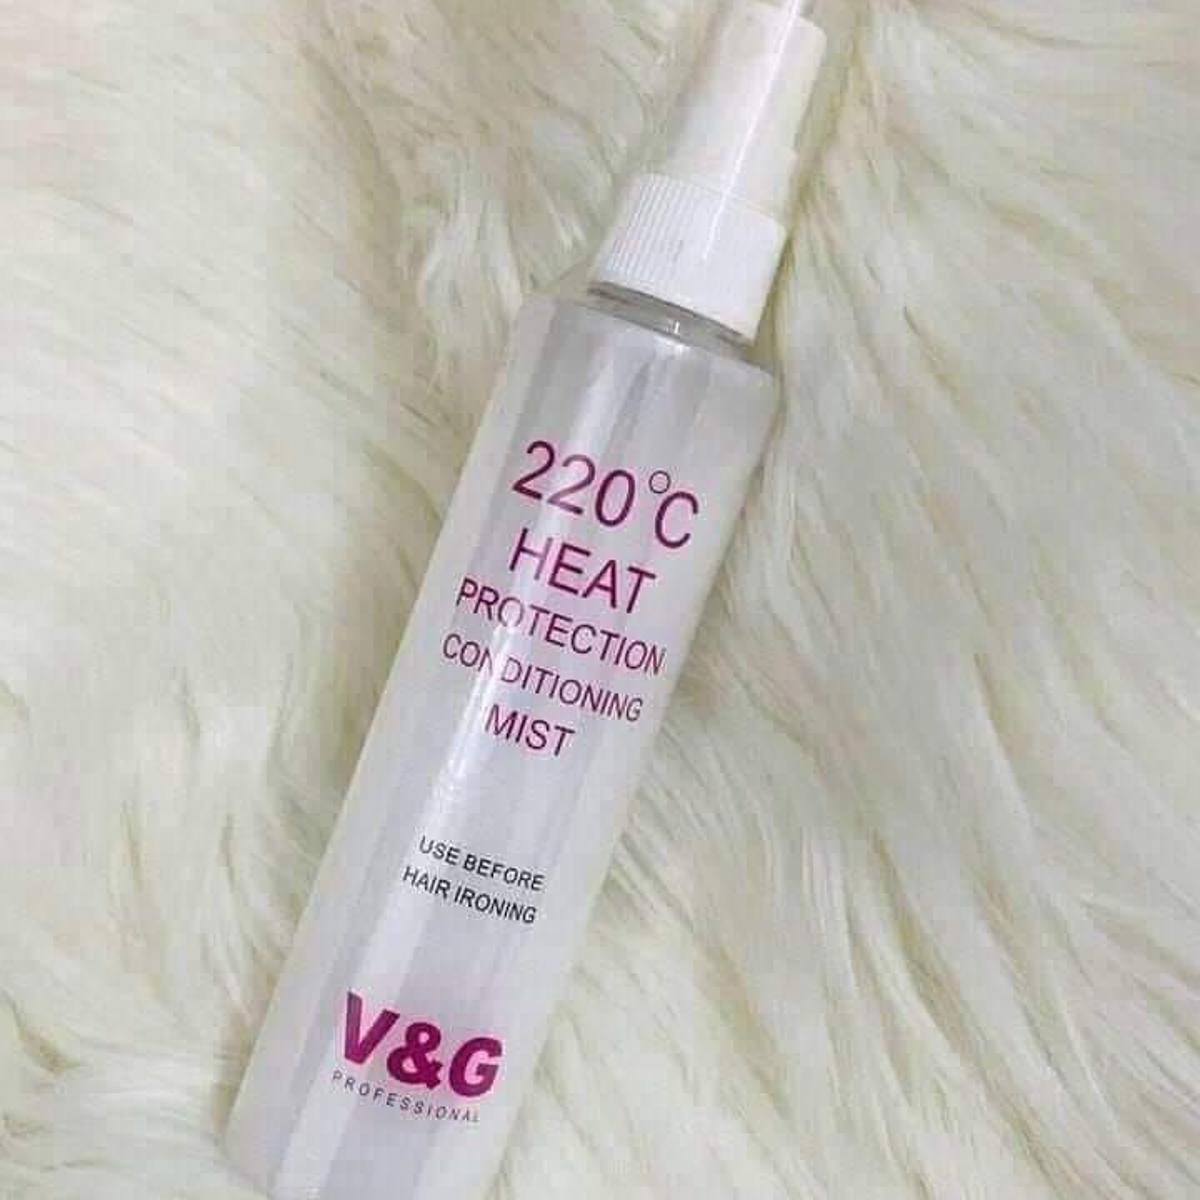 220°C
HEAT
PROTECTION
CONDITIONING
MIST
USE BEFORE
HAIR IRONING
V&G
PROFESSIONAL